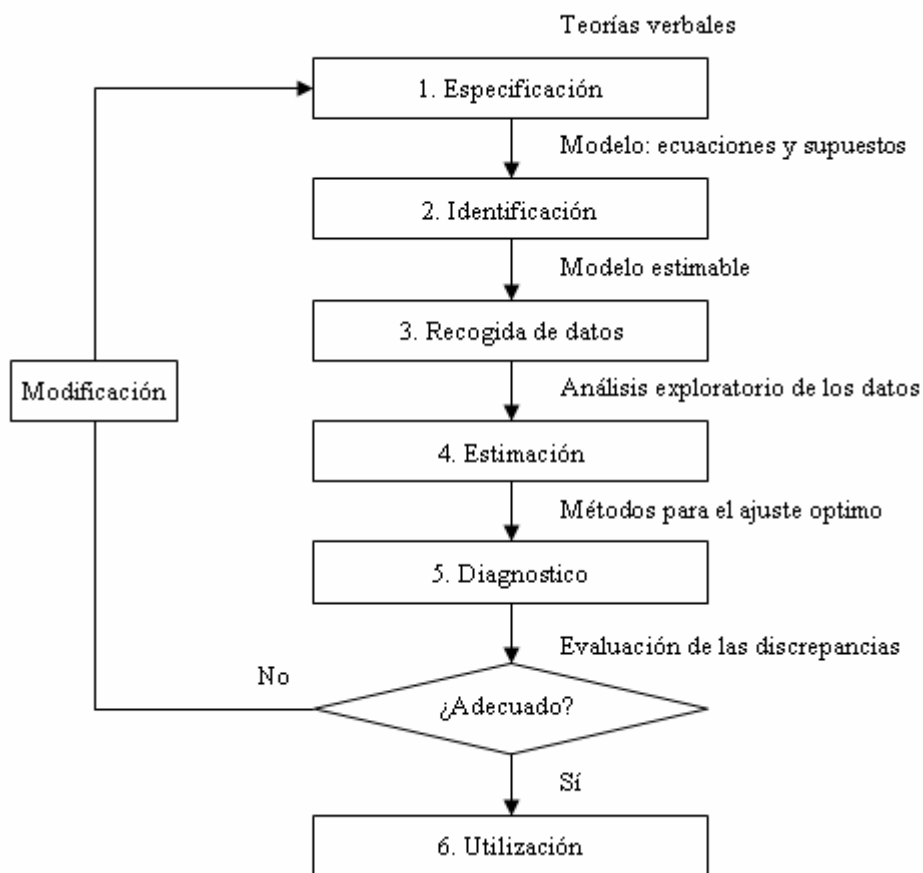 Teorías verbales
1. Especificación
Modelo: ecuaciones y supuestos
2. Identificación
Modelo estimable
3. Recogida de datos
Modificación
Análisis exploratorio de los datos
4. Estimación
Métodos para el ajuste optimo
5. Diagnostico
Evaluación de las discrepancias
No
¿Adecuado?
Sí
6. Utilización